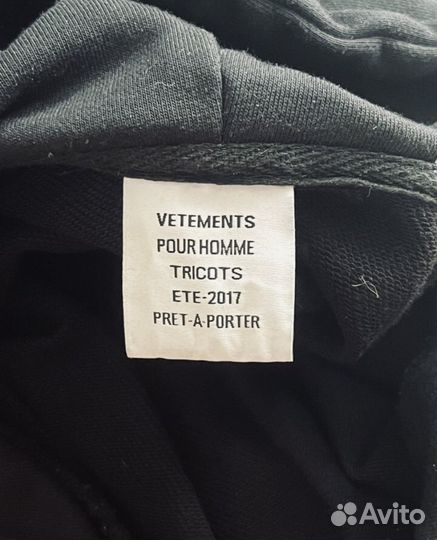 VETEMENTS
POUR HOMME
TRICOTS
ETE-2017
PRET-A-PORTER
Avito